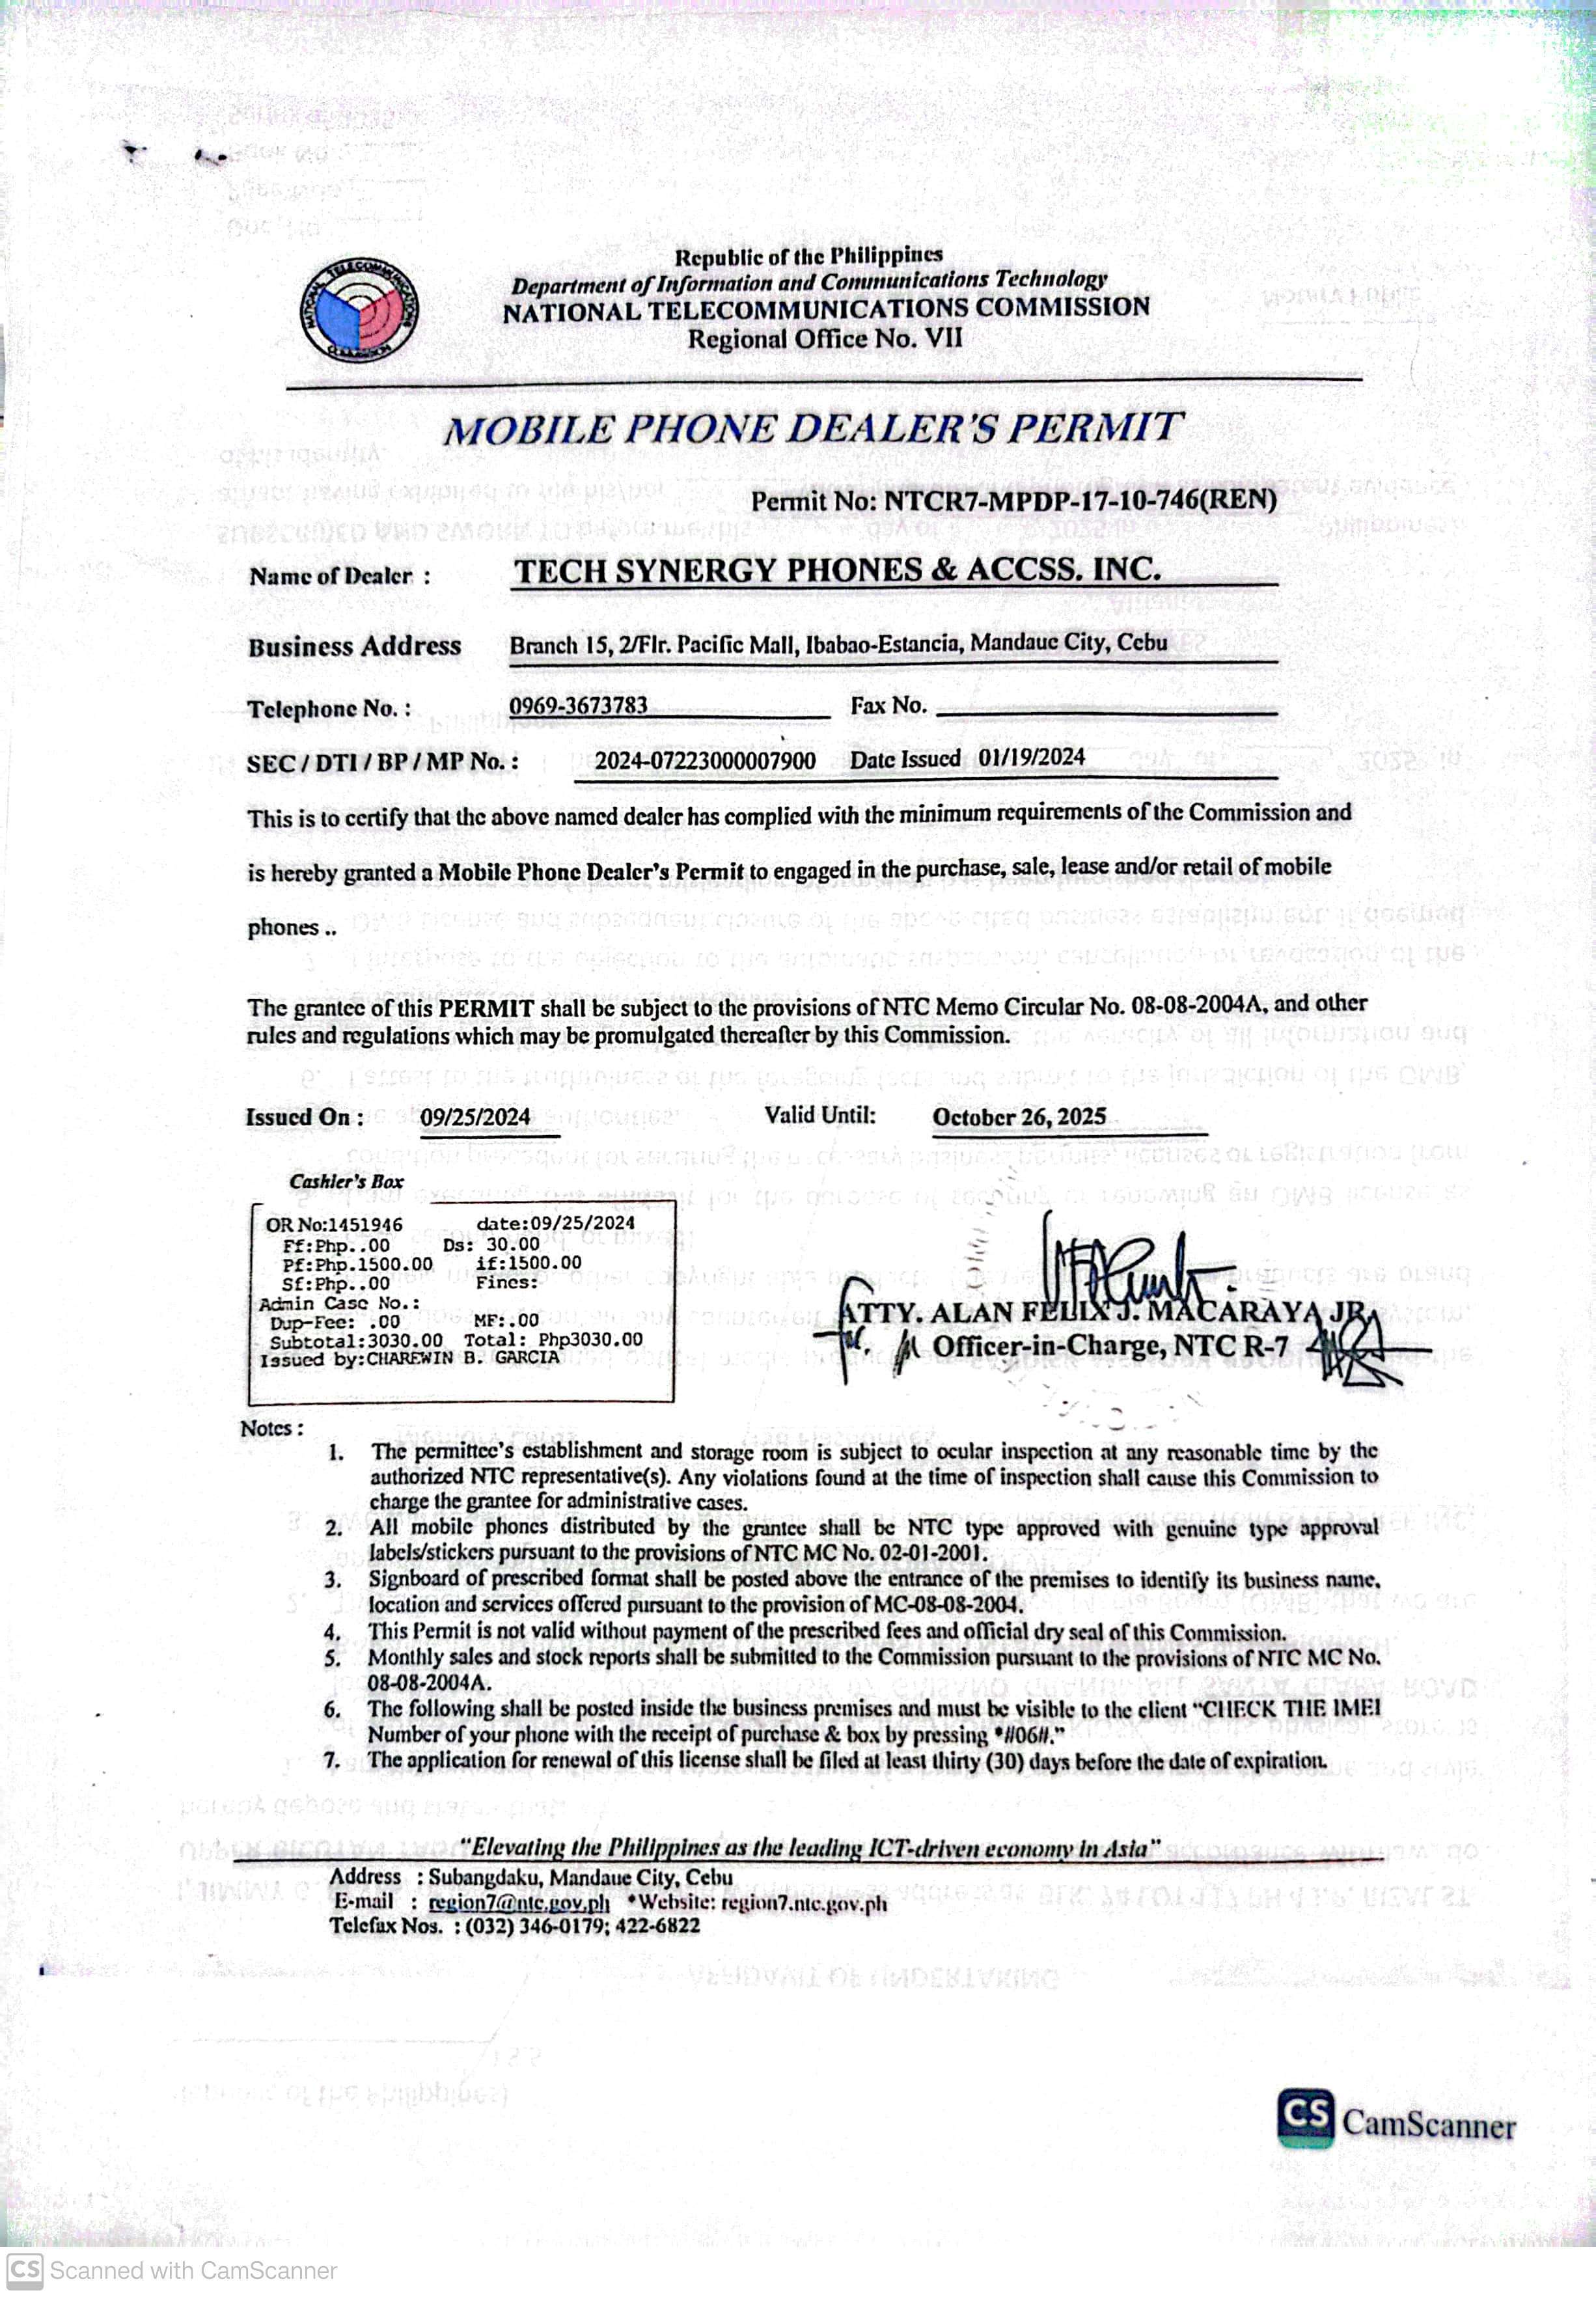 Republic of the Philippines
Department of Information and Communications Technology
NATIONAL TELECOMMUNICATIONS COMMISSION
Regional Office No. VII
NATIONAL TELECOMMUNICATIONS COMMISSION
MOBILE PHONE DEALER'S PERMIT
Permit No: NTCR7-MPDP-17-10-746(REN)
Name of Dealer : TECH SYNERGY PHONES & ACCSS. INC.
Business Address Branch 15, 2/Flr. Pacific Mall, Ibabao-Estancia, Mandaue City, Cebu
Telephone No. : 0969-3673783 Fax No.
SEC / DTI / BP / MP No. : 2024-07223000007900 Date Issued 01/19/2024
This is to certify that the above named dealer has complied with the minimum requirements of the Commission and
is hereby granted a Mobile Phone Dealer's Permit to engaged in the purchase, sale, lease and/or retail of mobile
phones ..
The grantee of this PERMIT shall be subject to the provisions of NTC Memo Circular No. 08-08-2004A, and other
rules and regulations which may be promulgated thereafter by this Commission.
Issued On : 09/25/2024 Valid Until: October 26, 2025
Cashier's Box
OR No:1451946 date:09/25/2024
Ff:Php..00 Ds: 30.00
Pf:Php.1500.00 if:1500.00
Sf:Php..00 Fines:
Admin Case No.:
Dup-Fee: .00 MF:.00
Subtotal:3030.00 Total: Php3030.00
Issued by:CHAREWIN B. GARCIA
ATTY. ALAN FELIX J. MACARAYA JR.
Officer-in-Charge, NTC R-7
Notes :
1. The permittee's establishment and storage room is subject to ocular inspection at any reasonable time by the
authorized NTC representative(s). Any violations found at the time of inspection shall cause this Commission to
charge the grantee for administrative cases.
2. All mobile phones distributed by the grantee shall be NTC type approved with genuine type approval
labels/stickers pursuant to the provisions of NTC MC No. 02-01-2001.
3. Signboard of prescribed format shall be posted above the entrance of the premises to identify its business name,
location and services offered pursuant to the provision of MC-08-08-2004.
4. This Permit is not valid without payment of the prescribed fees and official dry seal of this Commission.
5. Monthly sales and stock reports shall be submitted to the Commission pursuant to the provisions of NTC MC No.
08-08-2004A.
6. The following shall be posted inside the business premises and must be visible to the client "CHECK THE IMEI
Number of your phone with the receipt of purchase & box by pressing *#06#."
7. The application for renewal of this license shall be filed at least thirty (30) days before the date of expiration.
"Elevating the Philippines as the leading ICT-driven economy in Asia"
Address : Subangdaku, Mandaue City, Cebu
E-mail : region7@ntc.gov.ph *Website: region7.ntc.gov.ph
Telefax Nos. : (032) 346-0179; 422-6822
CS CamScanner
CS Scanned with CamScanner